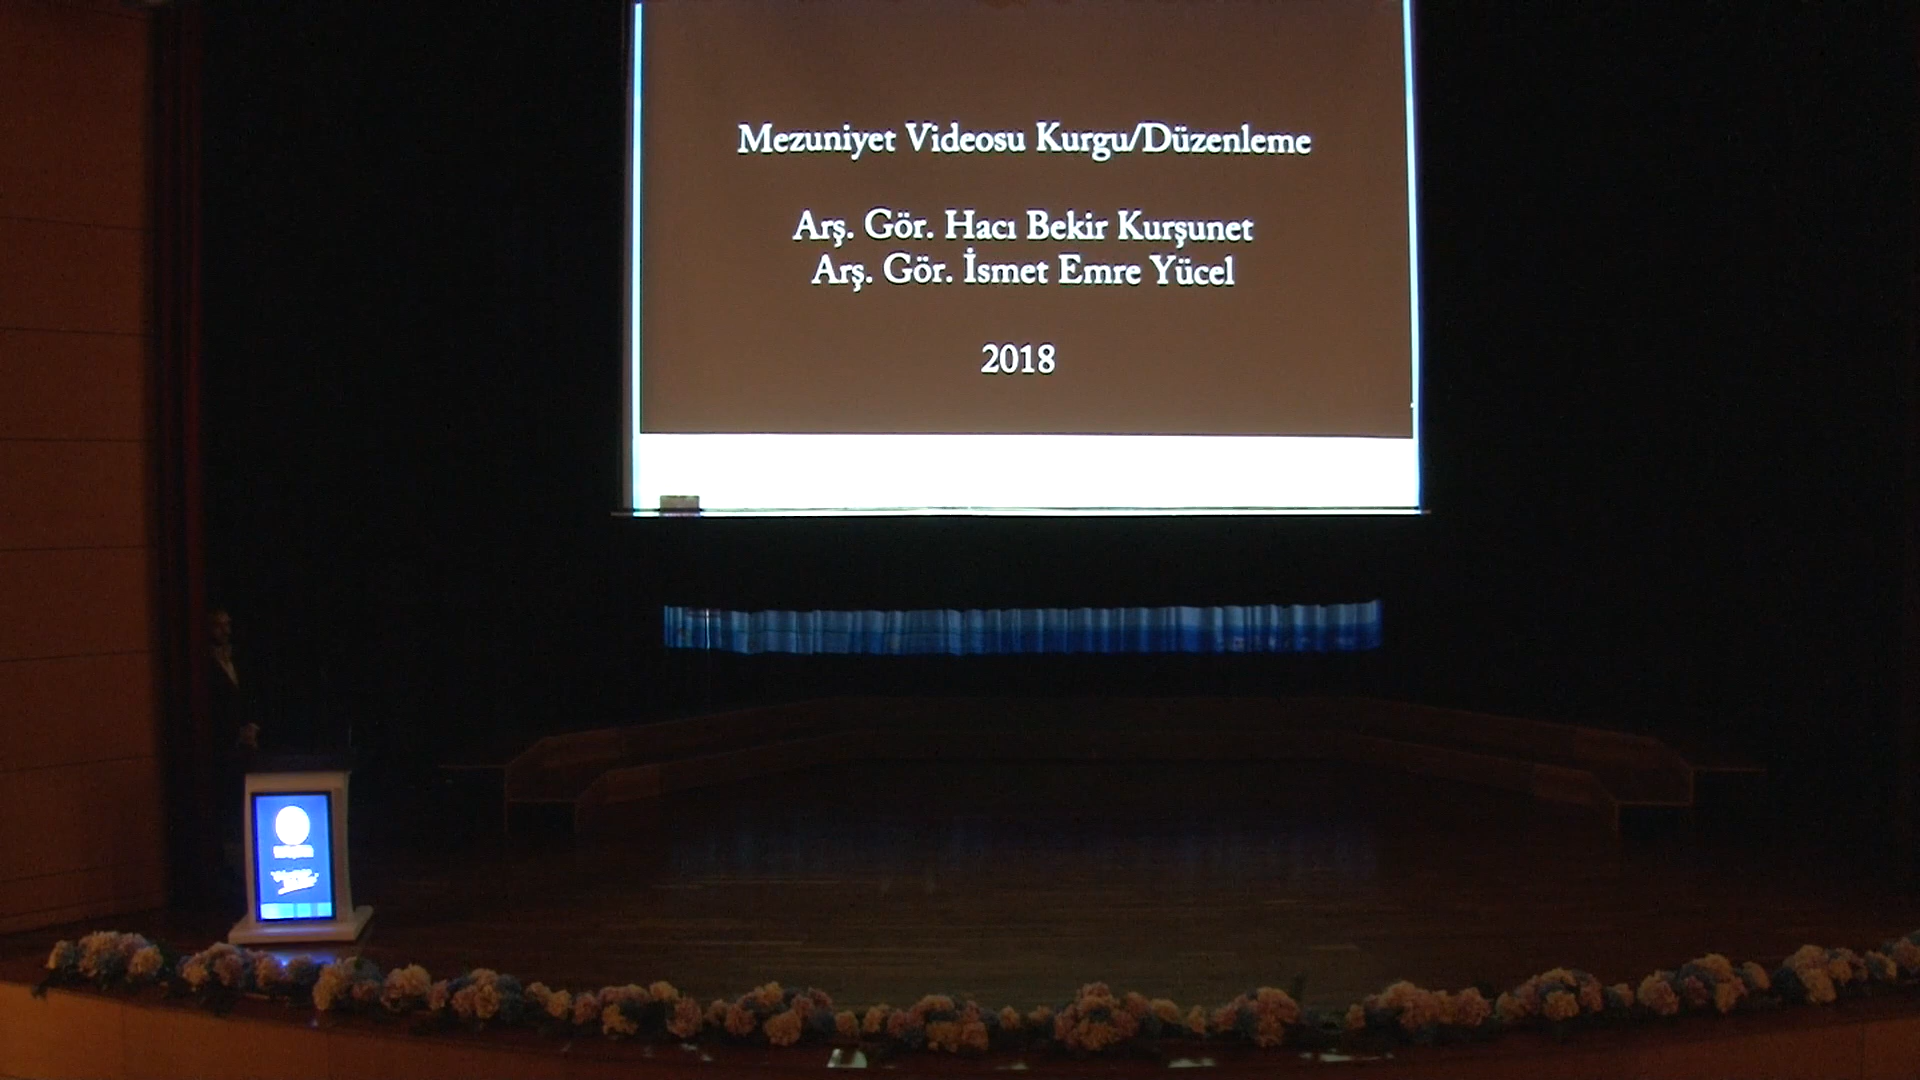 Mezuniyet Videosu Kurgu/Düzenleme
Arş. Gör. Hacı Bekir Kurşunet
Arş. Gör. İsmet Emre Yücel
2018